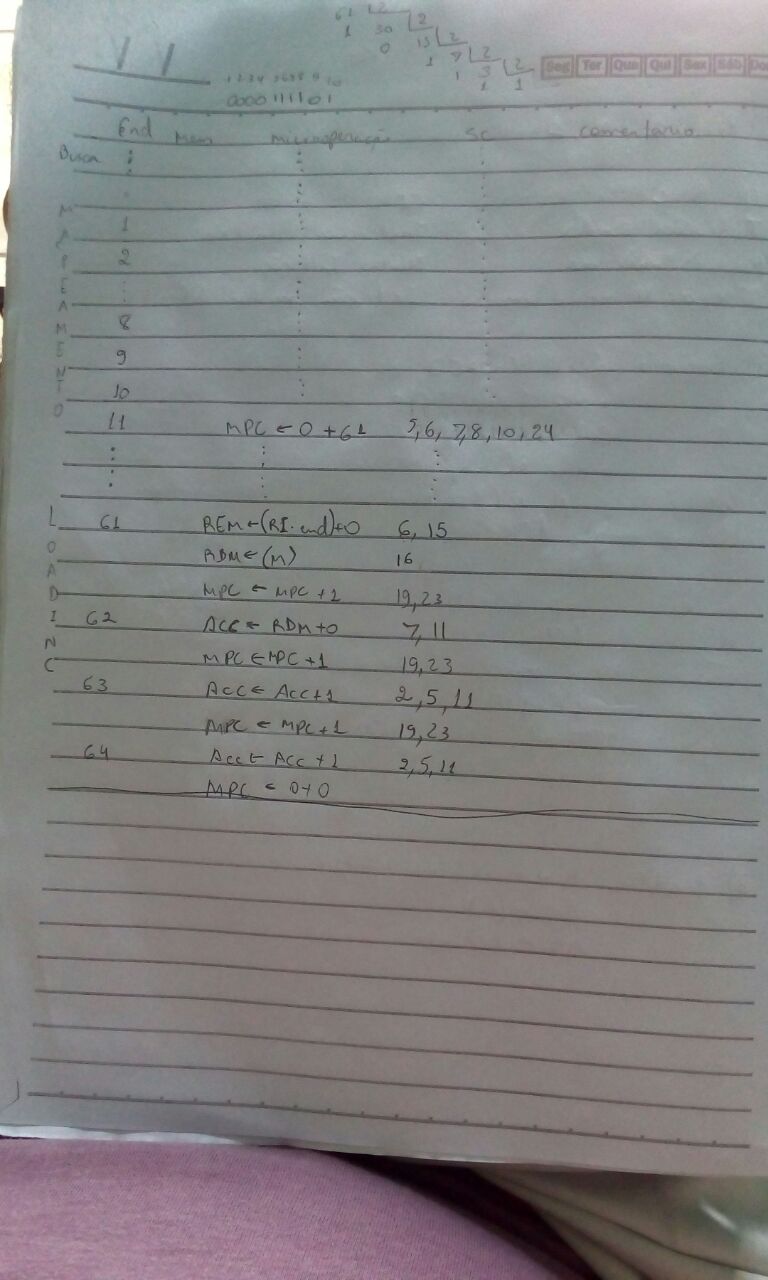 61 2
1 30 2
0 15 2
1 7 2
1 3 2
1 1
Seg Ter Qua Qui Sex Sáb Do
1 2 3 4 5 6 7 8 9 10
0000111101
End Mem microoperação SC comentario
Busca
MAPEAMENTO
1
2
8
9
10
11 MPC ← 0 + 61 5,6,7,8,10,24
LOADINC
61 REM ← (RI.end)+0 6, 15
RDM ← (M) 16
MPC ← MPC + 1 19,23
62 ACC ← RDM + 0 7, 11
MPC ← MPC + 1 19,23
63 Acc ← Acc + 1 2, 5, 11
MPC ← MPC + 1 19,23
64 Acc ← Acc + 1 2,5,11
MPC ← 0+0